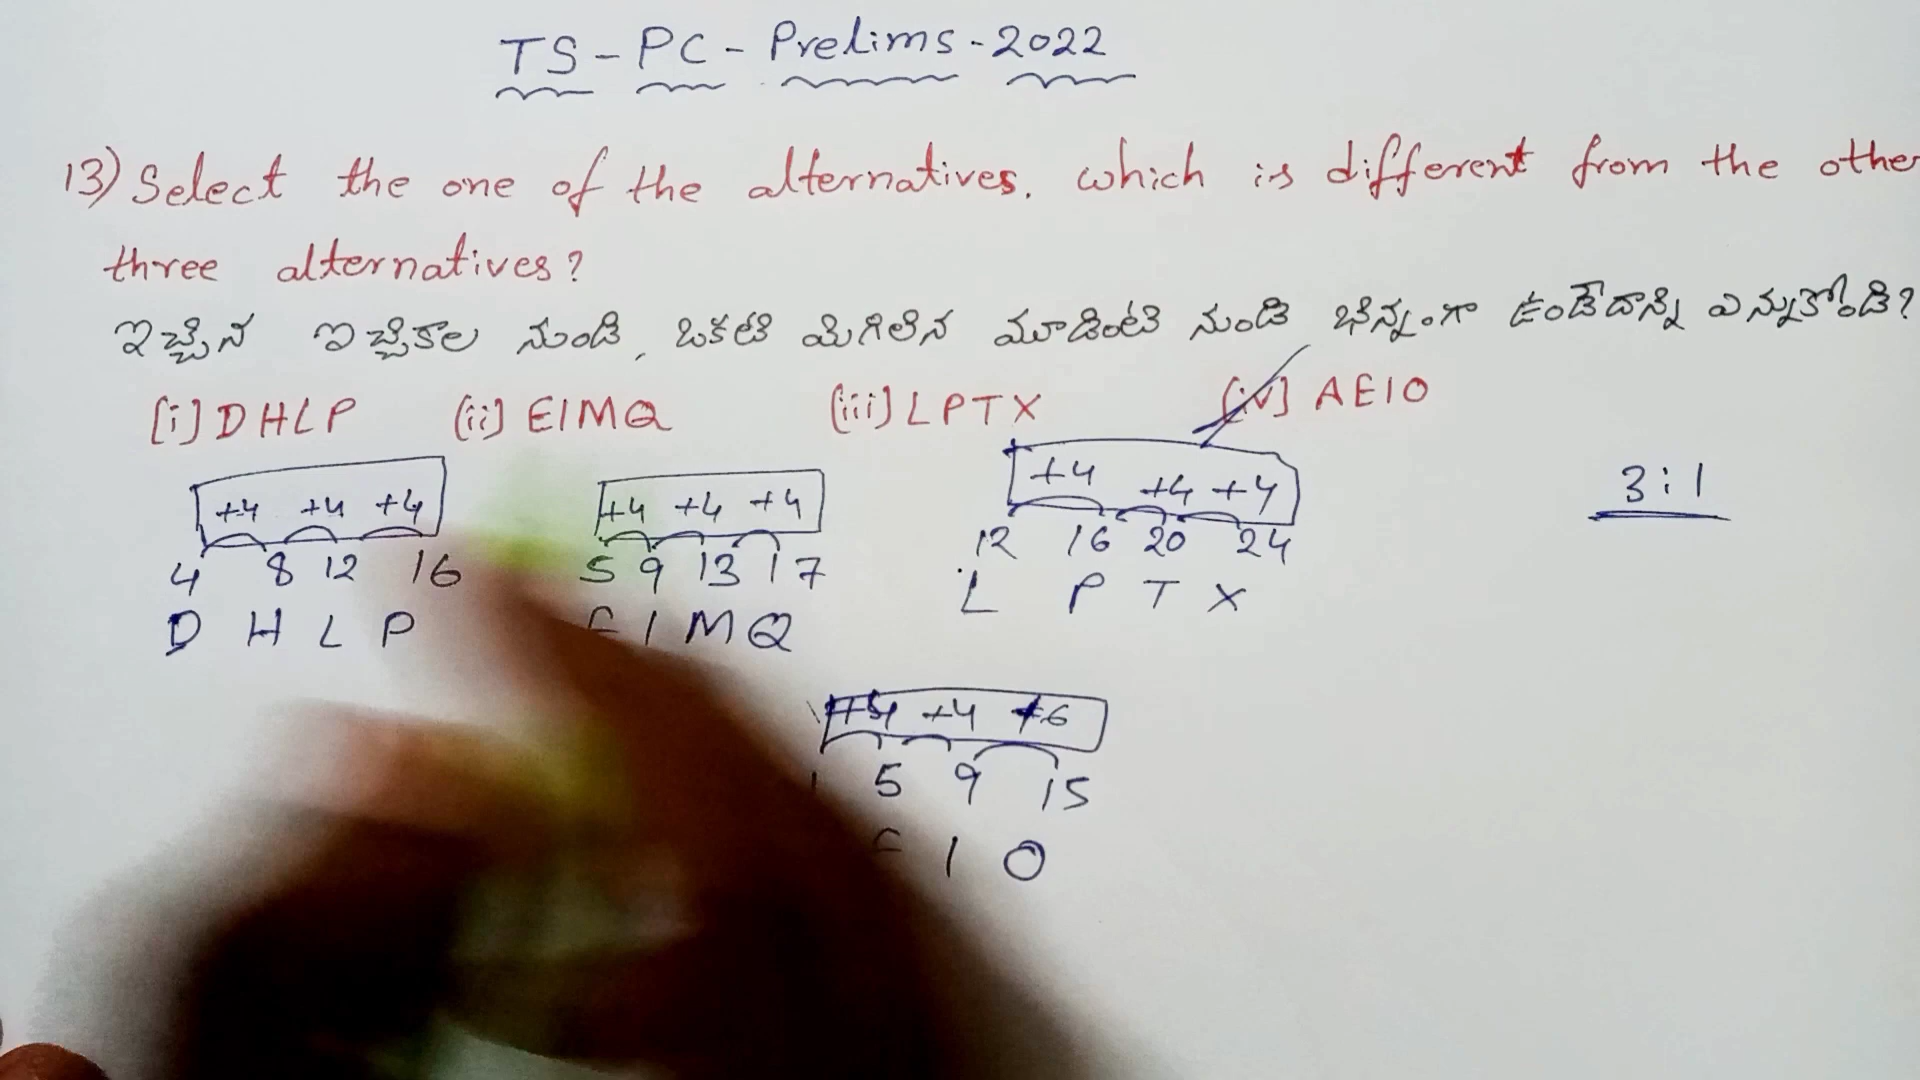 TS-PC-Prelims-2022
13) Select the one of the alternatives. which is different from the other
three alternatives?
ఇచ్చిన ఐచ్ఛికాల నుండి, ఒకటి మిగిలిన మూడింటి నుండి భిన్నంగా ఉండేదాన్ని ఎన్నుకోండి?
[i] DHLP (ii) EIMQ (iii) LPTX (iv) AEIO
+4 +4 +4 +4 +4 +4 +4 +4 +4 3:1
4 8 12 16 5 9 13 17 12 16 20 24
D H L P E I M Q L P T X
+4 +4 +6
5 9 15
I O